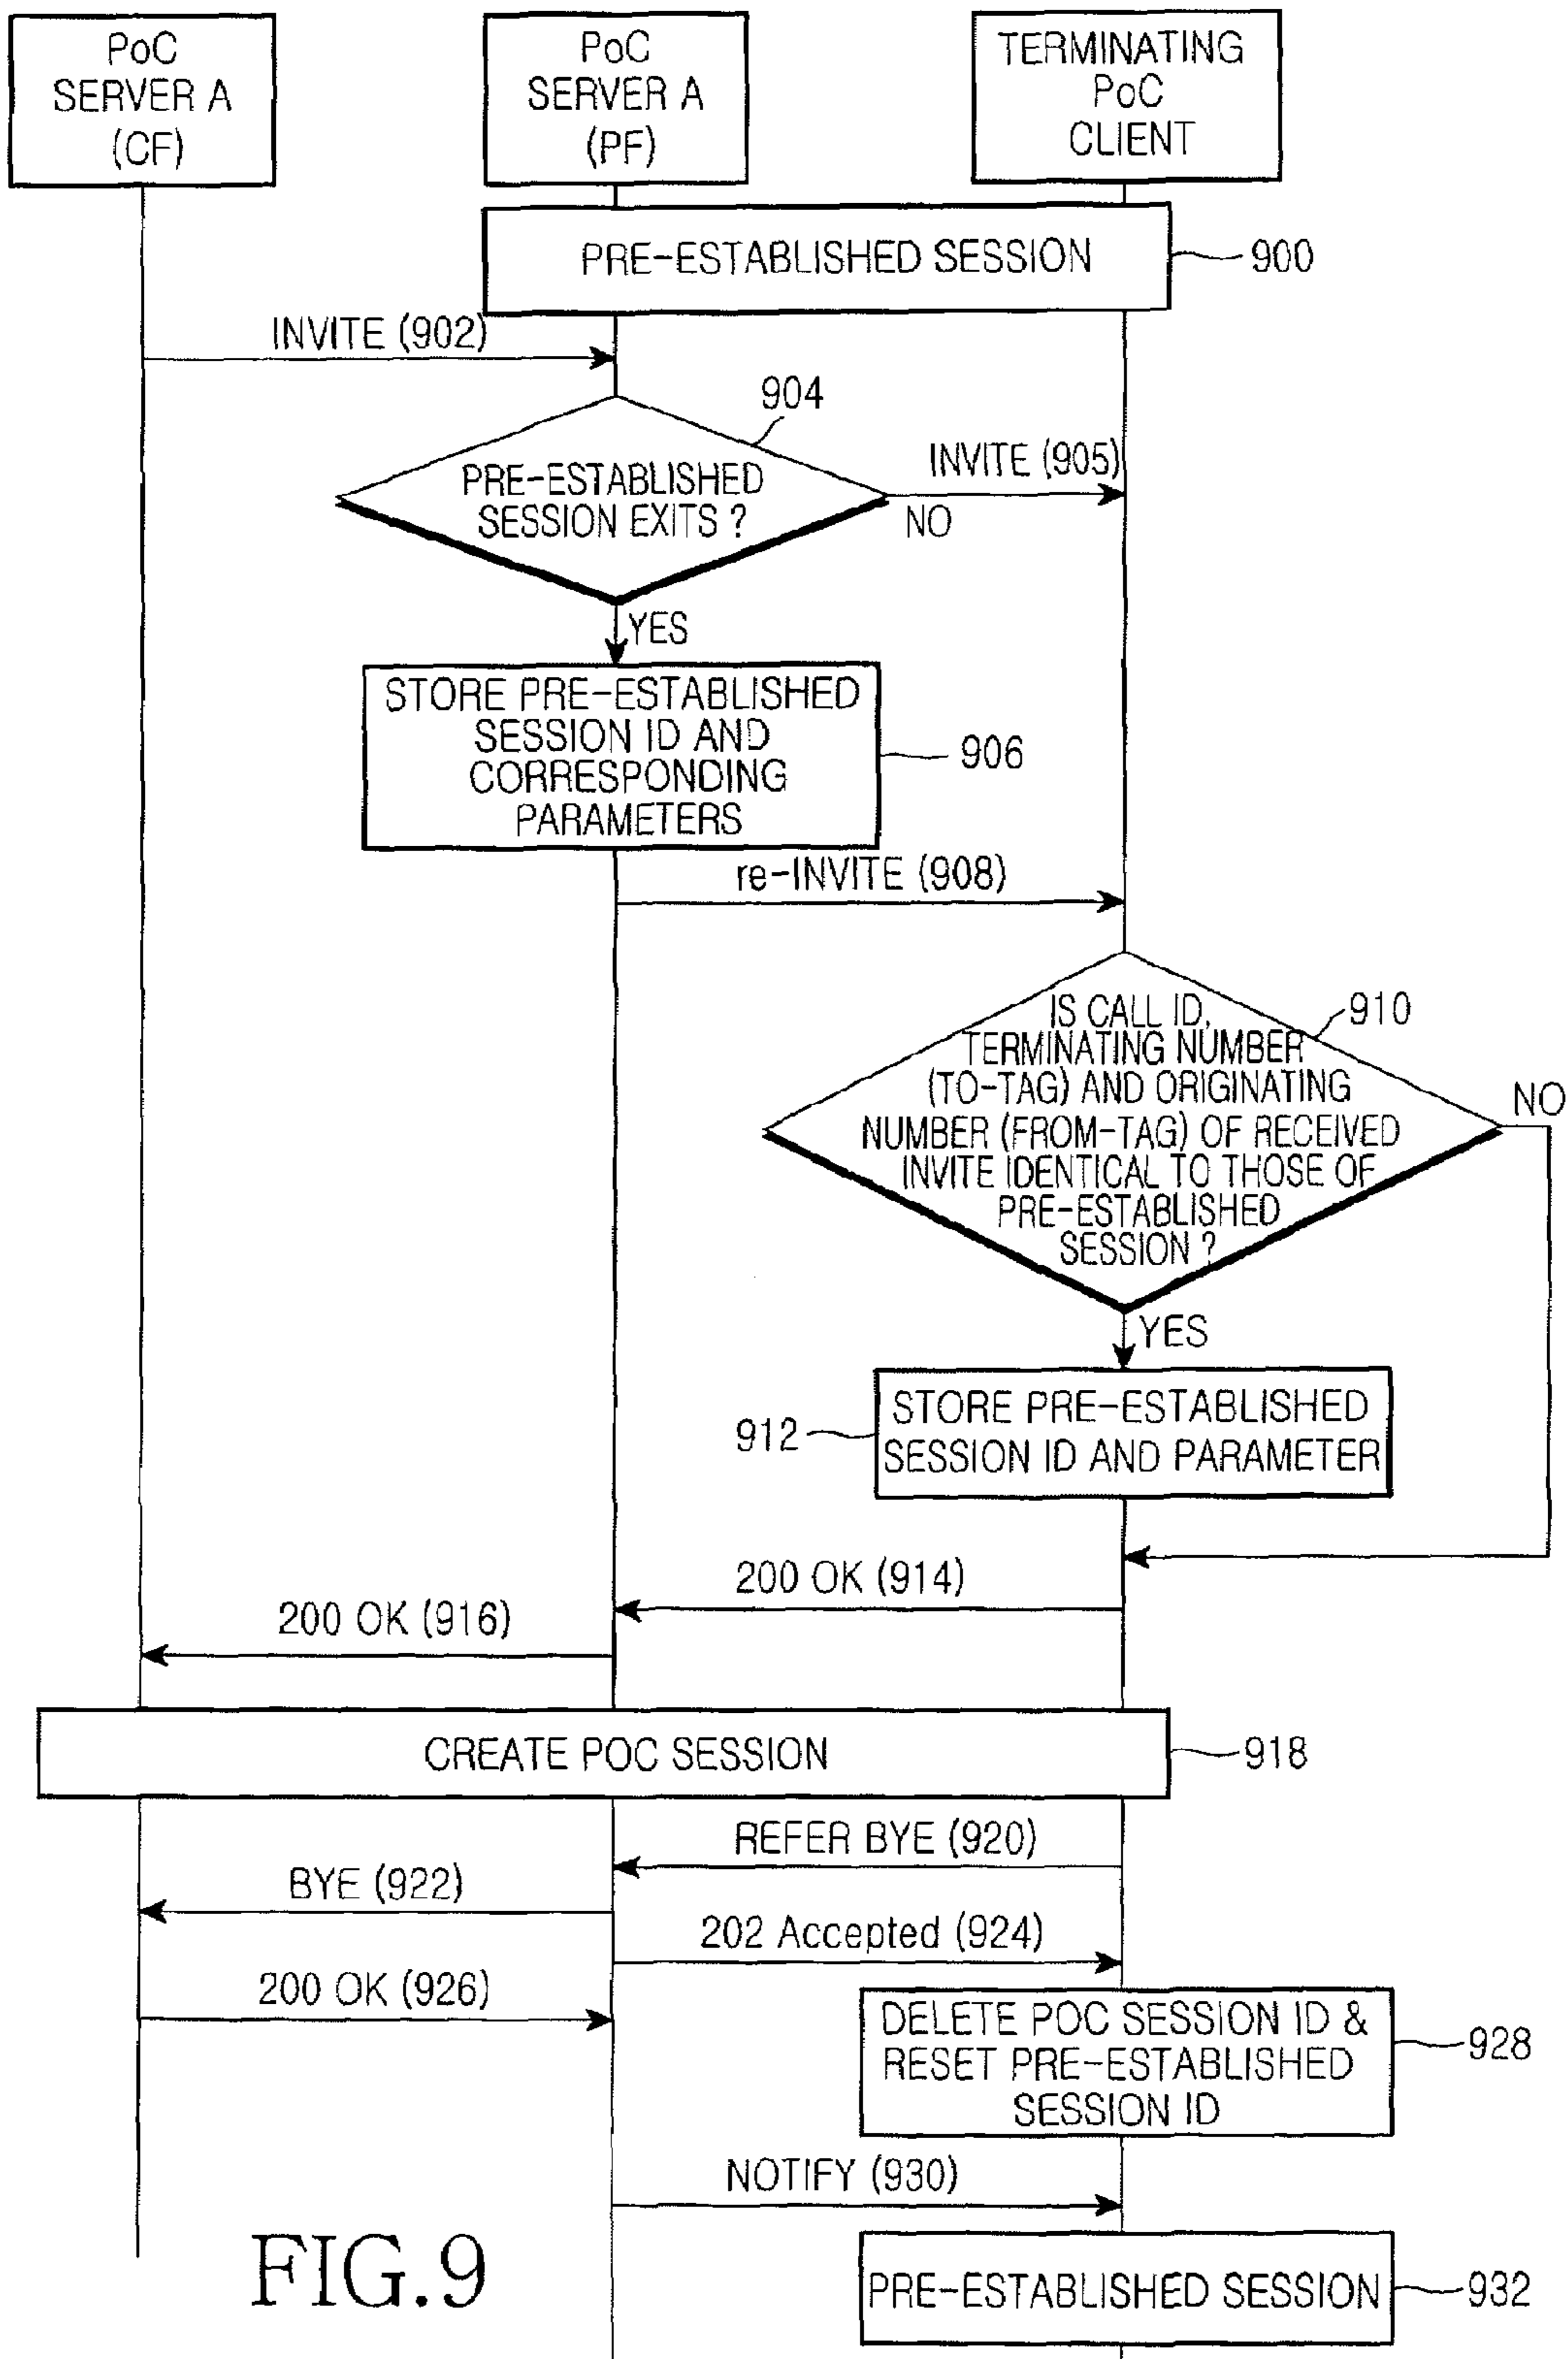 PoC
SERVER A
(CF)
PoC
SERVER A
(PF)
TERMINATING
PoC
CLIENT
PRE-ESTABLISHED SESSION
900
INVITE (902)
904
PRE-ESTABLISHED
SESSION EXITS ?
INVITE (905)
NO
YES
STORE PRE-ESTABLISHED
SESSION ID AND
CORRESPONDING
PARAMETERS
906
re-INVITE (908)
IS CALL ID,
TERMINATING NUMBER
(TO-TAG) AND ORIGINATING
NUMBER (FROM-TAG) OF RECEIVED
INVITE IDENTICAL TO THOSE OF
PRE-ESTABLISHED
SESSION ?
910
NO
YES
STORE PRE-ESTABLISHED
SESSION ID AND PARAMETER
912
200 OK (914)
200 OK (916)
CREATE POC SESSION
918
REFER BYE (920)
BYE (922)
202 Accepted (924)
200 OK (926)
DELETE POC SESSION ID &
RESET PRE-ESTABLISHED
SESSION ID
928
NOTIFY (930)
PRE-ESTABLISHED SESSION
932
FIG.9